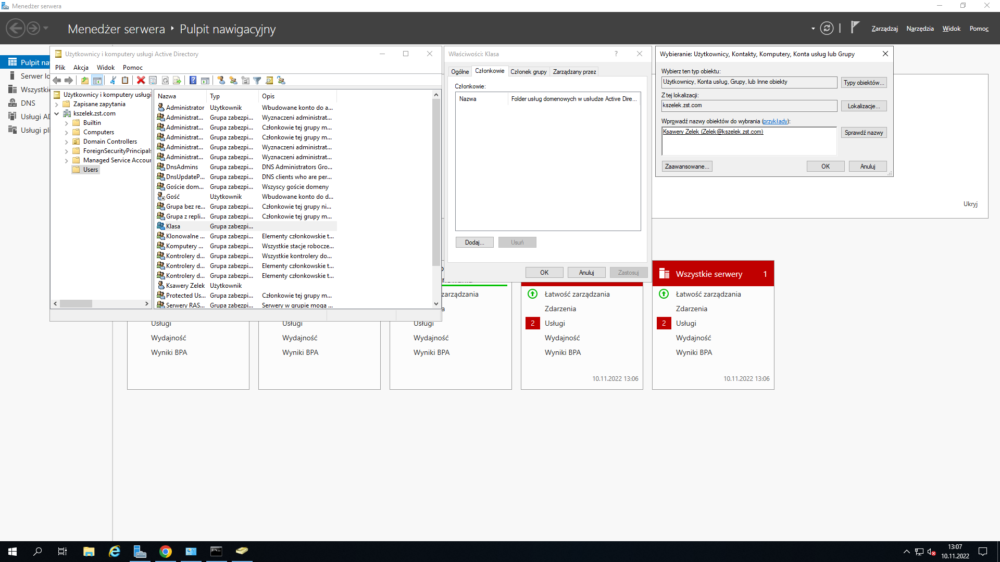 Menedżer serwera
Menedżer serwera
Pulpit nawigacyjny
Zarządzaj
Narzędzia
Widok
Pomoc
Pulpit na
Serwer lo
Wszystkie
DNS
Usługi AD
Usługi pli
Użytkownicy i komputery usługi Active Directory
Plik
Akcja
Widok
Pomoc
Użytkownicy i komputery usługi
Zapisane zapytania
kszelek.zst.com
Builtin
Computers
Domain Controllers
ForeignSecurityPrincipals
Managed Service Accour
Users
Nazwa Typ Opis
Administrator Użytkownik Wbudowane konto do a...
Administrat... Grupa zabezpi... Wyznaczeni administrat...
Administrat... Grupa zabezpi... Członkowie tej grupy m...
Administrat... Grupa zabezpi... Członkowie tej grupy m...
Administrat... Grupa zabezpi... Wyznaczeni administrat...
Administrat... Grupa zabezpi... Wyznaczeni administrat...
DnsAdmins Grupa zabezpi... DNS Administrators Gro...
DnsUpdateP... Grupa zabezpi... DNS clients who are per...
Goście dom... Grupa zabezpi... Wszyscy goście domeny
Gość Użytkownik Wbudowane konto do d...
Grupa bez re... Grupa zabezpi... Członkowie tej grupy ni...
Grupa z repli... Grupa zabezpi... Członkowie tej grupy m...
Klasa Grupa zabezpi...
Klonowalne ... Grupa zabezpi... Elementy członkowskie t...
Komputery ... Grupa zabezpi... Wszystkie stacje robocze...
Kontrolery d... Grupa zabezpi... Wszystkie kontrolery do...
Kontrolery d... Grupa zabezpi... Elementy członkowskie t...
Kontrolery d... Grupa zabezpi... Elementy członkowskie t...
Ksawery Zelek Użytkownik
Protected Us... Grupa zabezpi... Członkowie tej grupy m...
Serwery RAS... Grupa zabezpi... Serwery w grupie mogą ...
Właściwości: Klasa
?
Ogólne
Członkowie
Członek grupy
Zarządzany przez
Członkowie:
Nazwa
Folder usług domenowych w usłudze Active Dire...
Dodaj...
Usuń
OK
Anuluj
Zastosuj
Wybieranie: Użytkownicy, Kontakty, Komputery, Konta usług lub Grupy
Wybierz ten typ obiektu:
Użytkownicy, Konta usług, Grupy, lub Inne obiekty
Typy obiektów...
Z tej lokalizacji:
kszelek.zst.com
Lokalizacje...
Wprowadź nazwy obiektów do wybrania (przykłady):
Ksawery Zelek (Zelek@kszelek.zst.com)
Sprawdź nazwy
Zaawansowane...
OK
Anuluj
Ukryj
Usługi
Wydajność
Wyniki BPA
Usługi
Wydajność
Wyniki BPA
zarządzania
a
Usługi
Wydajność
Wyniki BPA
Łatwość zarządzania
Zdarzenia
2 Usługi
Wydajność
Wyniki BPA
10.11.2022 13:06
Wszystkie serwery 1
Łatwość zarządzania
Zdarzenia
2 Usługi
Wydajność
Wyniki BPA
10.11.2022 13:06
13:07
10.11.2022